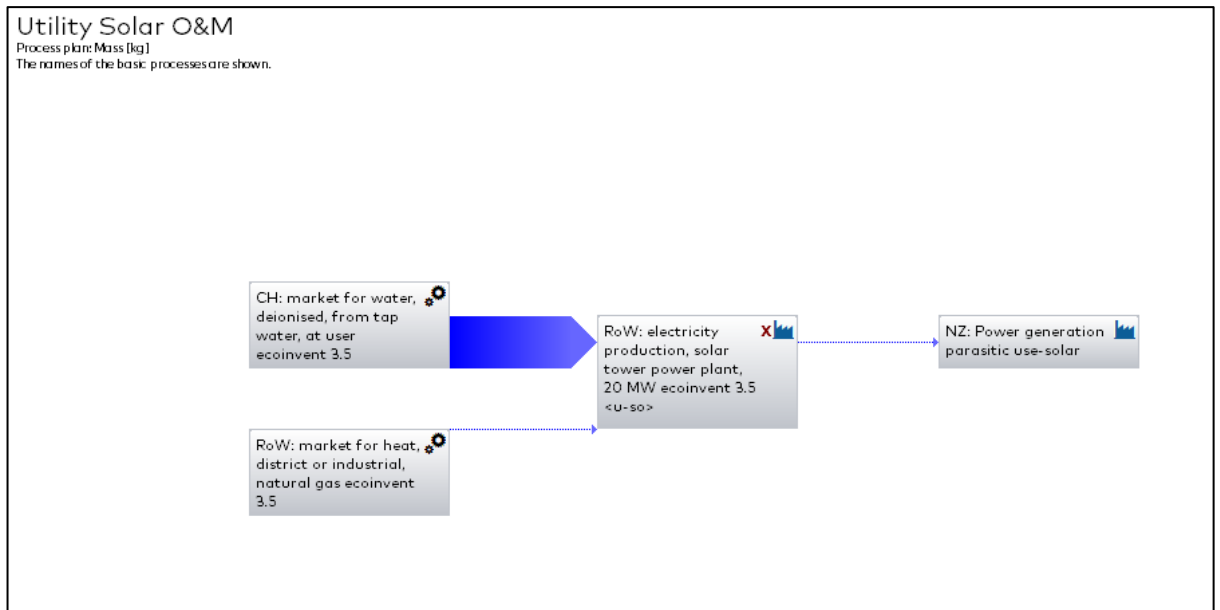 Utility Solar O&M
Process plan: Mass [kg]
The names of the basic processes are shown.
CH: market for water,
deionised, from tap
water, at user
ecoinvent 3.5
RoW: market for heat,
district or industrial,
natural gas ecoinvent
3.5
RoW: electricity
production, solar
tower power plant,
20 MW ecoinvent 3.5
<u-so>
X
NZ: Power generation
parasitic use-solar